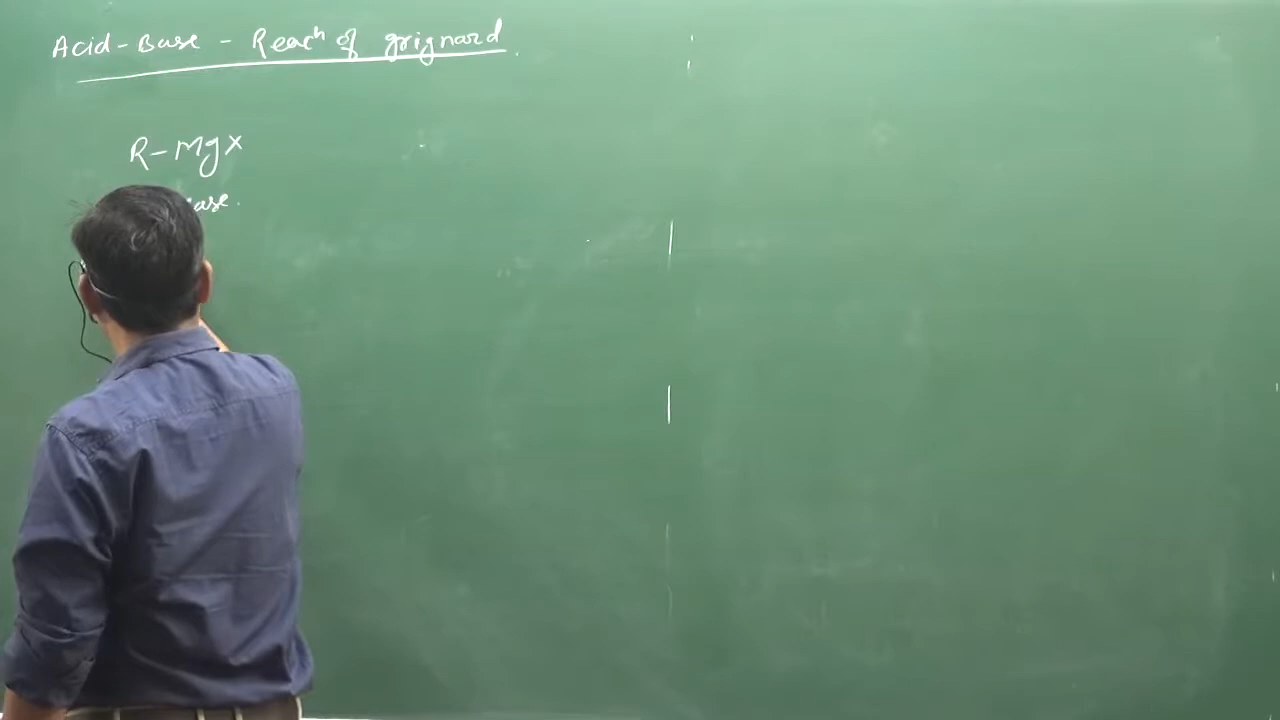 Acid-Base - Reacⁿ of grignard
R-MgX